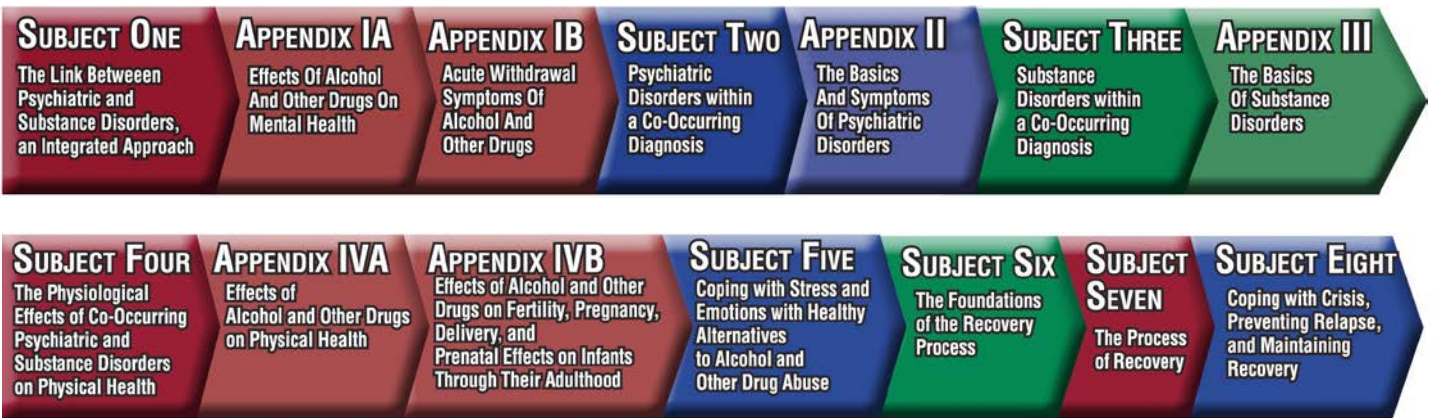 SUBJECT ONE
The Link Betweeen
Psychiatric and
Substance Disorders,
an Integrated Approach
APPENDIX IA
Effects Of Alcohol
And Other Drugs On
Mental Health
APPENDIX IB
Acute Withdrawal
Symptoms Of
Alcohol And
Other Drugs
SUBJECT TWO
Psychiatric
Disorders within
a Co-Occurring
Diagnosis
APPENDIX II
The Basics
And Symptoms
Of Psychiatric
Disorders
SUBJECT THREE
Substance
Disorders within
a Co-Occurring
Diagnosis
APPENDIX III
The Basics
Of Substance
Disorders
SUBJECT FOUR
The Physiological
Effects of Co-Occurring
Psychiatric and
Substance Disorders
on Physical Health
APPENDIX IVA
Effects of
Alcohol and Other Drugs
on Physical Health
APPENDIX IVB
Effects of Alcohol and Other
Drugs on Fertility, Pregnancy,
Delivery, and
Prenatal Effects on Infants
Through Their Adulthood
SUBJECT FIVE
Coping with Stress and
Emotions with Healthy
Alternatives
to Alcohol and
Other Drug Abuse
SUBJECT SIX
The Foundations
of the Recovery
Process
SUBJECT
SEVEN
The Process
of Recovery
SUBJECT EIGHT
Coping with Crisis,
Preventing Relapse,
and Maintaining
Recovery